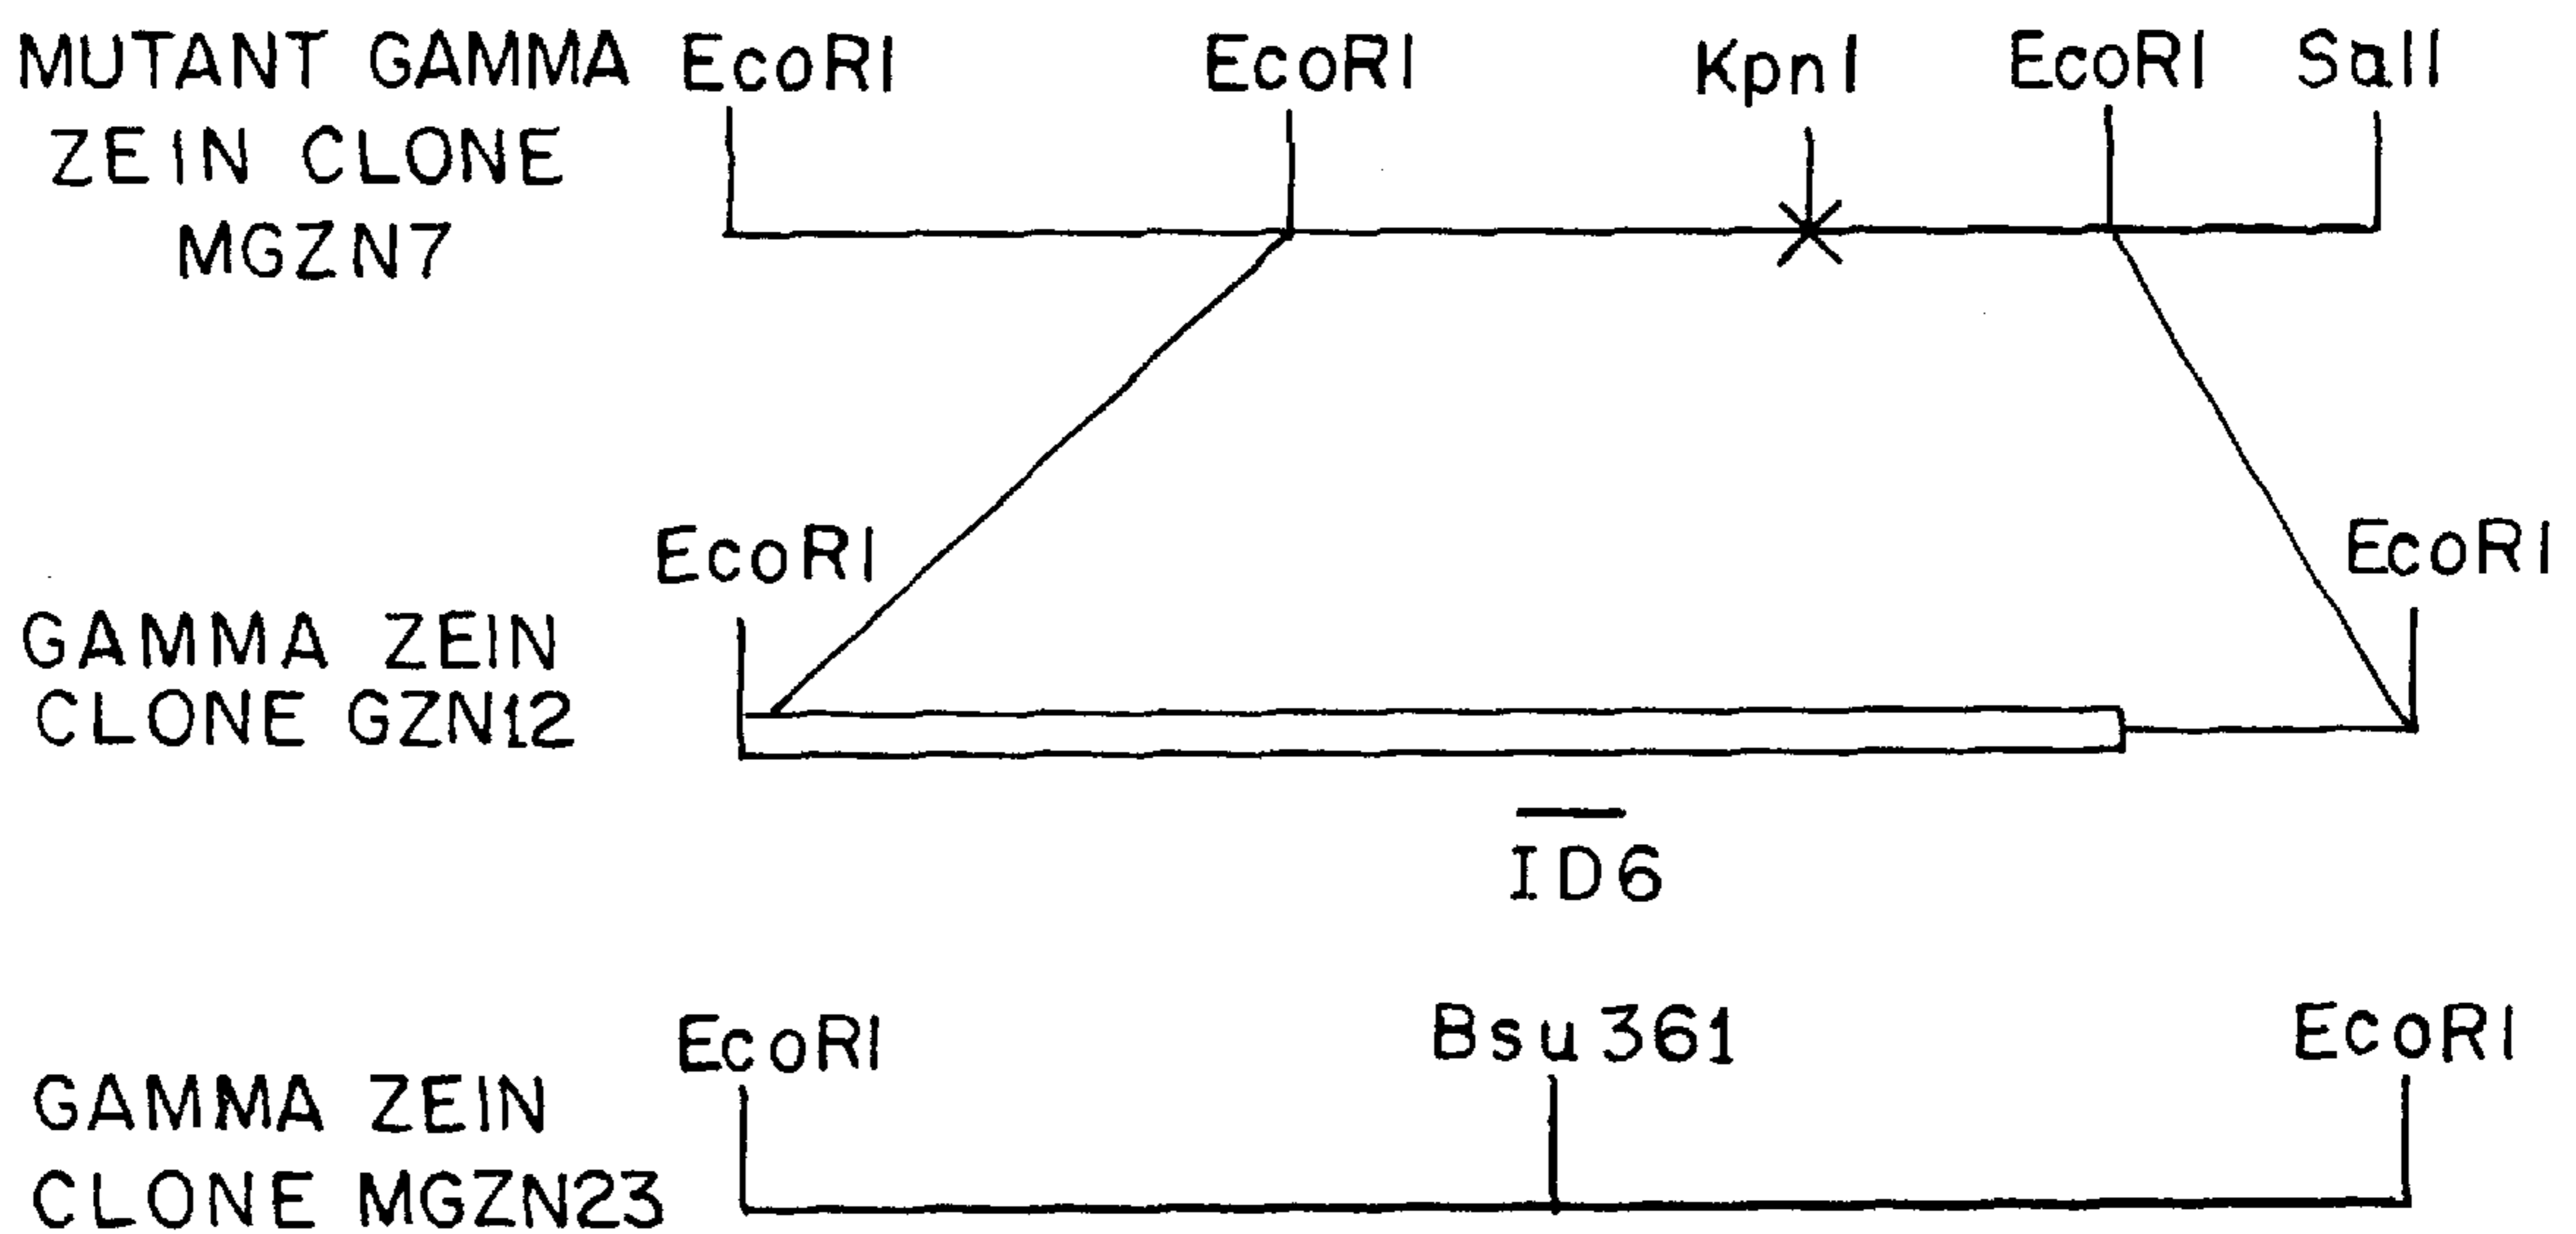 MUTANT GAMMA
ZEIN CLONE
MGZN7
EcoRI EcoRI KpnI EcoRI SalI
EcoRI EcoRI
GAMMA ZEIN
CLONE GZN12
ID6
EcoRI Bsu361 EcoRI
GAMMA ZEIN
CLONE MGZN23